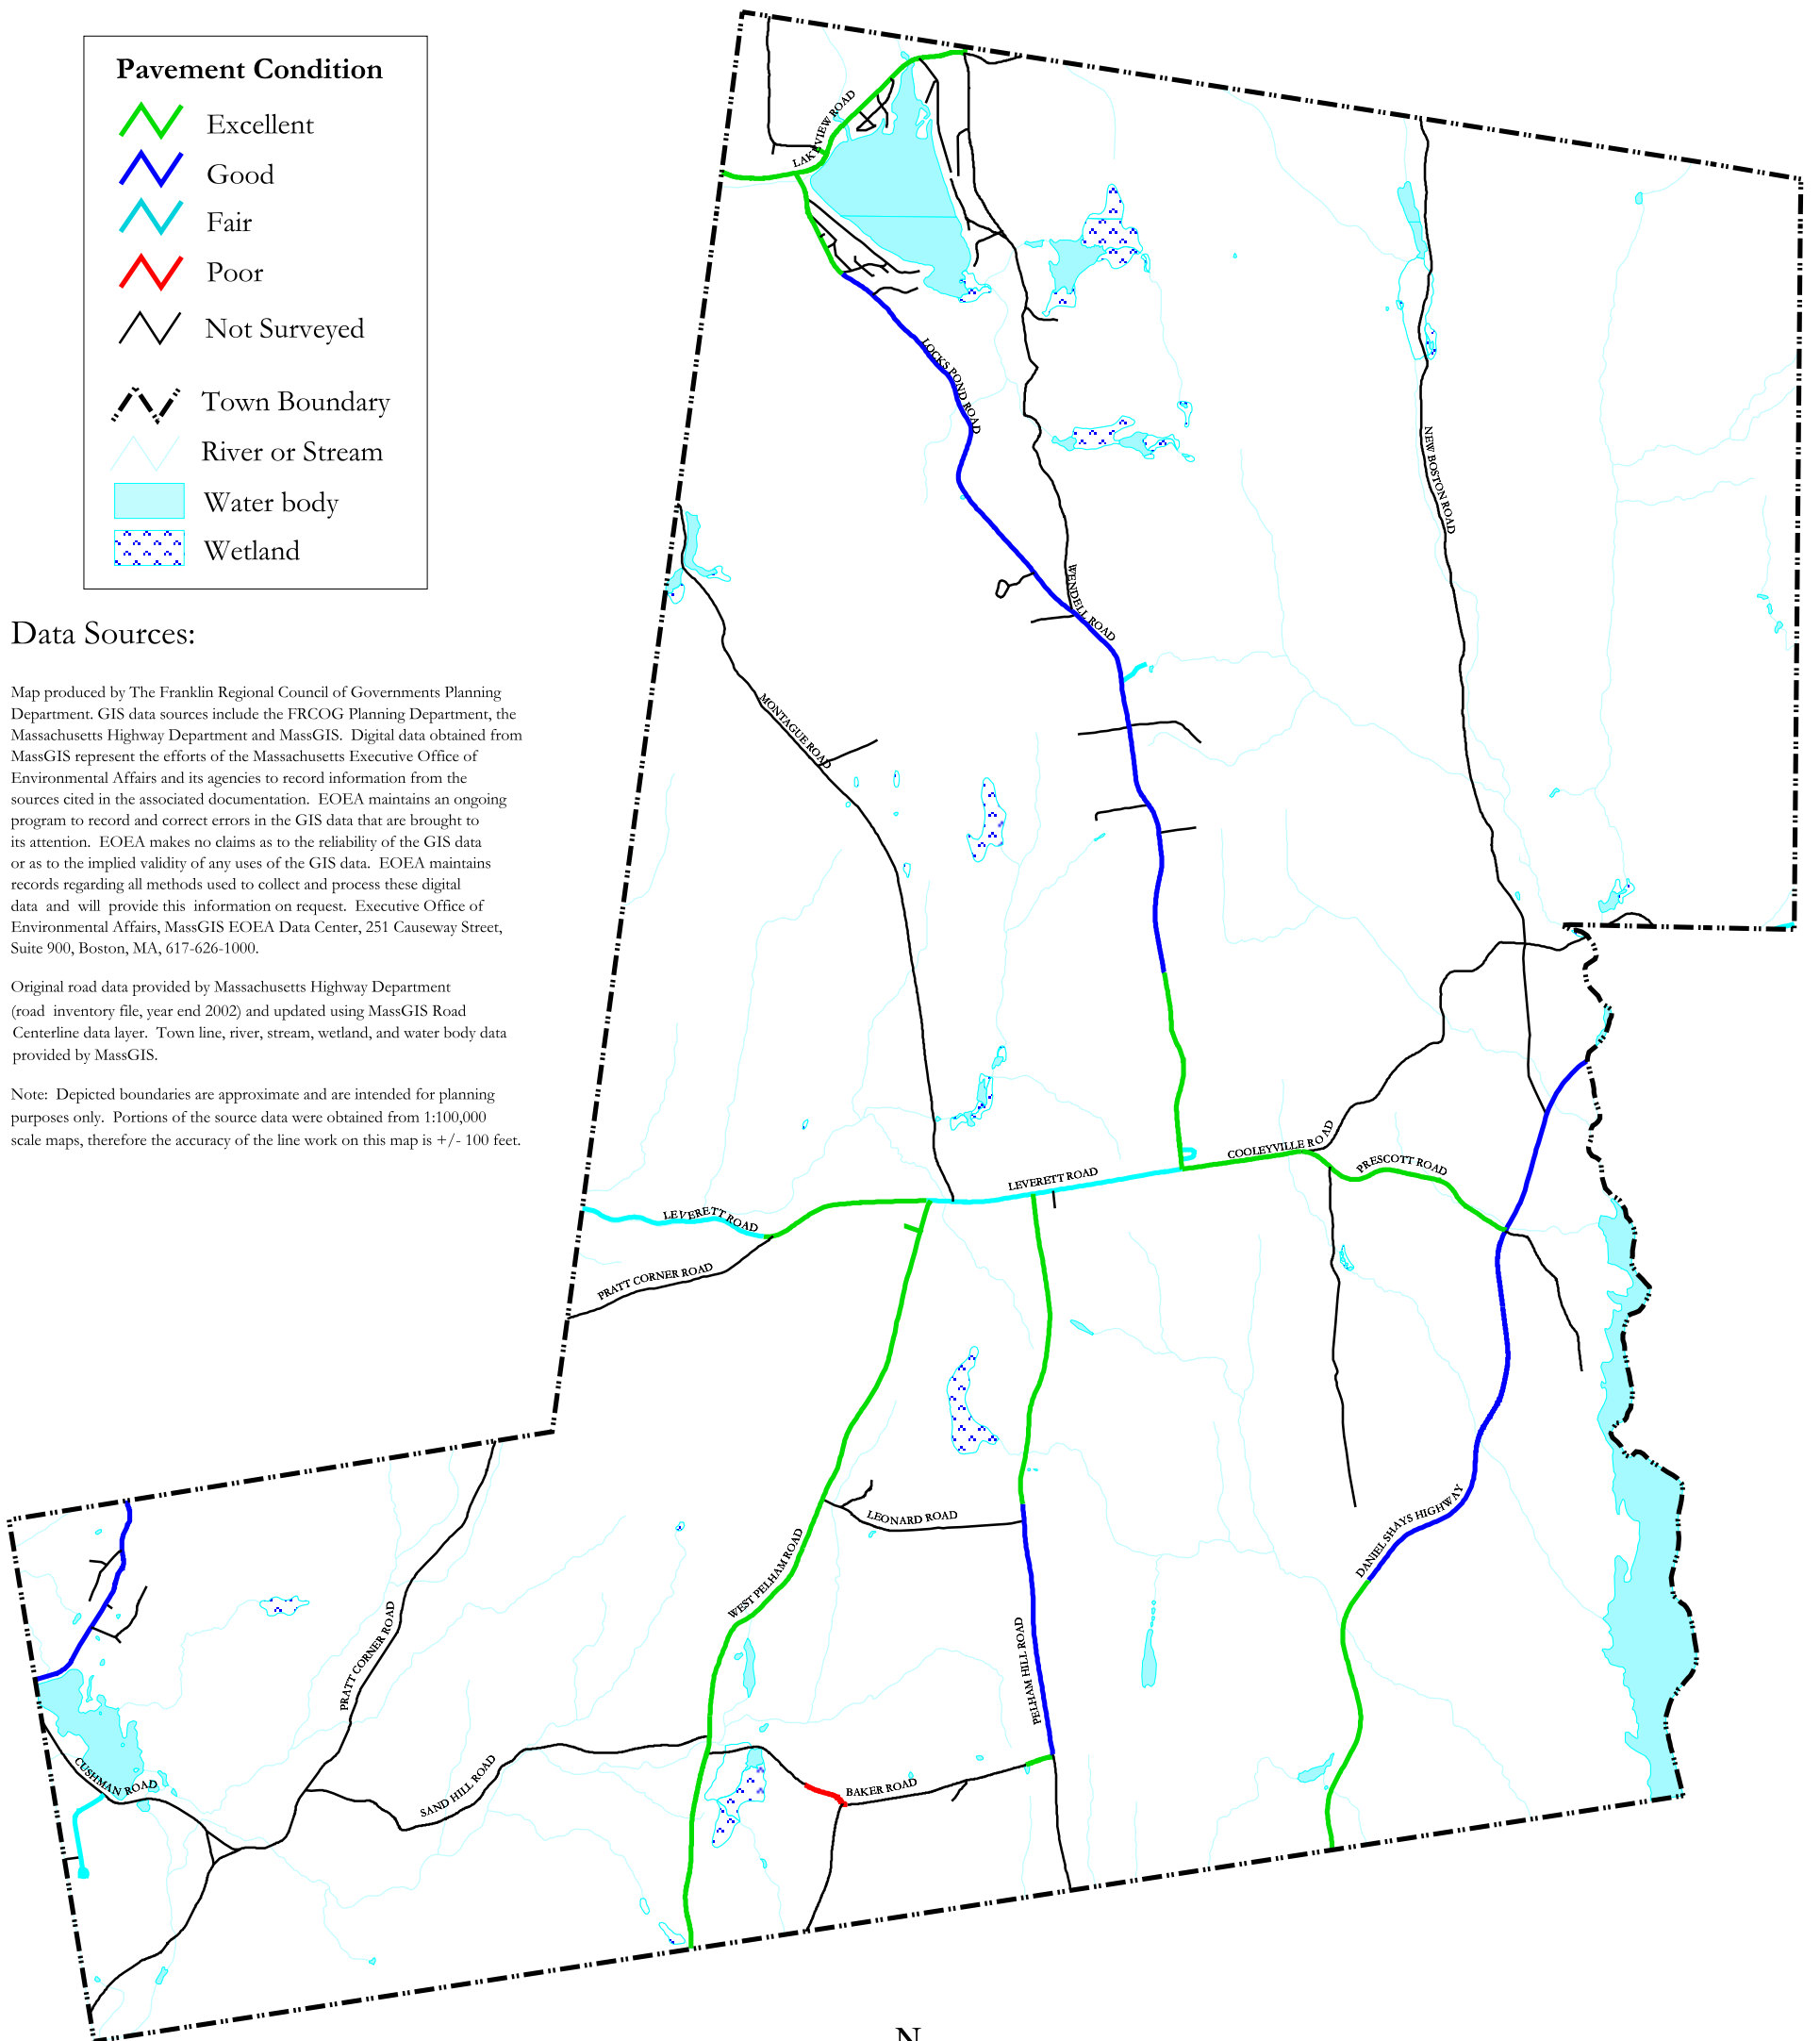 Pavement Condition
Excellent
Good
Fair
Poor
Not Surveyed
Town Boundary
River or Stream
Water body
Wetland
Data Sources:
Map produced by The Franklin Regional Council of Governments Planning
Department. GIS data sources include the FRCOG Planning Department, the
Massachusetts Highway Department and MassGIS. Digital data obtained from
MassGIS represent the efforts of the Massachusetts Executive Office of
Environmental Affairs and its agencies to record information from the
sources cited in the associated documentation. EOEA maintains an ongoing
program to record and correct errors in the GIS data that are brought to
its attention. EOEA makes no claims as to the reliability of the GIS data
or as to the implied validity of any uses of the GIS data. EOEA maintains
records regarding all methods used to collect and process these digital
data and will provide this information on request. Executive Office of
Environmental Affairs, MassGIS EOEA Data Center, 251 Causeway Street,
Suite 900, Boston, MA, 617-626-1000.
Original road data provided by Massachusetts Highway Department
(road inventory file, year end 2002) and updated using MassGIS Road
Centerline data layer. Town line, river, stream, wetland, and water body data
provided by MassGIS.
Note: Depicted boundaries are approximate and are intended for planning
purposes only. Portions of the source data were obtained from 1:100,000
scale maps, therefore the accuracy of the line work on this map is +/- 100 feet.
LAKEVIEW ROAD
LOCKS POND ROAD
NEW BOSTON ROAD
WENDELL ROAD
MONTAGUE ROAD
COOLEYVILLE ROAD
PRESCOTT ROAD
LEVERETT ROAD
LEVERETT ROAD
PRATT CORNER ROAD
LEONARD ROAD
DANIEL SHAYS HIGHWAY
WEST PELHAM ROAD
PELHAM HILL ROAD
PRATT CORNER ROAD
CUSHMAN ROAD
SAND HILL ROAD
BAKER ROAD
N